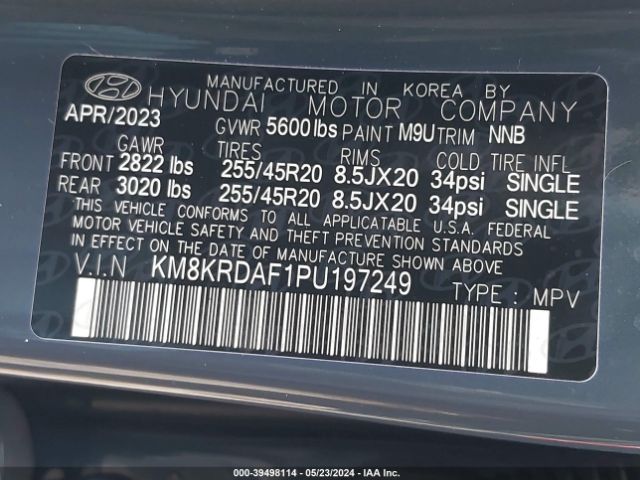 MANUFACTURED IN KOREA BY
HYUNDAI MOTOR COMPANY
APR/2023 GVWR 5600 lbs PAINT M9U TRIM NNB
GAWR TIRES RIMS COLD TIRE INFL
FRONT 2822 lbs 255/45R20 8.5JX20 34psi SINGLE
REAR 3020 lbs 255/45R20 8.5JX20 34psi SINGLE
THIS VEHICLE CONFORMS TO ALL APPLICATABLE U.S.A. FEDERAL
MOTOR VEHICLE SAFETY AND THEFT PREVENTION STANDARDS
IN EFFECT ON THE DATE OF MANUFACTURE SHOWN ABOVE
V.I.N KM8KRDAF1PU197249 TYPE : MPV
© - 39498114 - 05/23/2024 - IAA Inc.